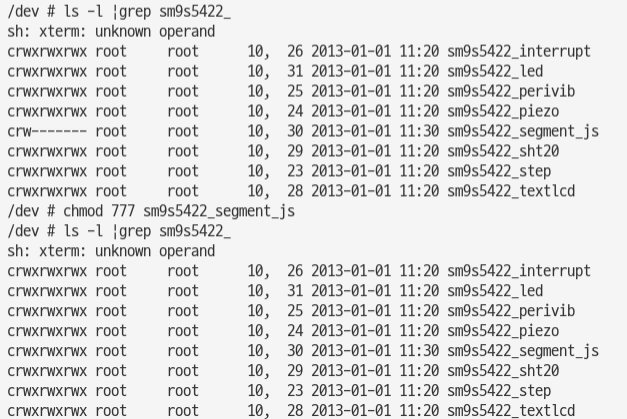 /dev # ls -l ¦grep sm9s5422_
sh: xterm: unknown operand
crwxrwxrwx root     root      10,  26 2013-01-01 11:20 sm9s5422_interrupt
crwxrwxrwx root     root      10,  31 2013-01-01 11:20 sm9s5422_led
crwxrwxrwx root     root      10,  25 2013-01-01 11:20 sm9s5422_perivib
crwxrwxrwx root     root      10,  24 2013-01-01 11:20 sm9s5422_piezo
crw------- root     root      10,  30 2013-01-01 11:30 sm9s5422_segment_js
crwxrwxrwx root     root      10,  29 2013-01-01 11:20 sm9s5422_sht20
crwxrwxrwx root     root      10,  23 2013-01-01 11:20 sm9s5422_step
crwxrwxrwx root     root      10,  28 2013-01-01 11:20 sm9s5422_textlcd
/dev # chmod 777 sm9s5422_segment_js
/dev # ls -l ¦grep sm9s5422_
sh: xterm: unknown operand
crwxrwxrwx root     root      10,  26 2013-01-01 11:20 sm9s5422_interrupt
crwxrwxrwx root     root      10,  31 2013-01-01 11:20 sm9s5422_led
crwxrwxrwx root     root      10,  25 2013-01-01 11:20 sm9s5422_perivib
crwxrwxrwx root     root      10,  24 2013-01-01 11:20 sm9s5422_piezo
crwxrwxrwx root     root      10,  30 2013-01-01 11:30 sm9s5422_segment_js
crwxrwxrwx root     root      10,  29 2013-01-01 11:20 sm9s5422_sht20
crwxrwxrwx root     root      10,  23 2013-01-01 11:20 sm9s5422_step
crwxrwxrwx root     root      10,  28 2013-01-01 11:20 sm9s5422_textlcd